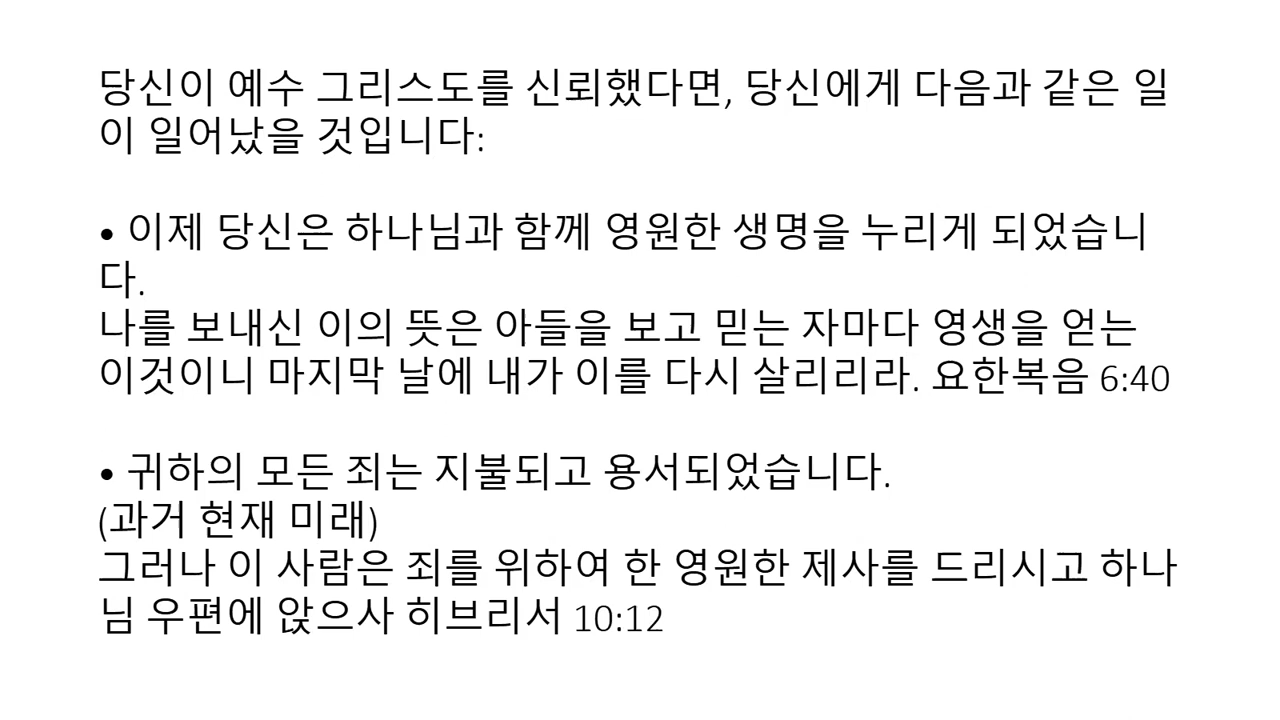 당신이 예수 그리스도를 신뢰했다면, 당신에게 다음과 같은 일
이 일어났을 것입니다:
• 이제 당신은 하나님과 함께 영원한 생명을 누리게 되었습니
다.
나를 보내신 이의 뜻은 아들을 보고 믿는 자마다 영생을 얻는
이것이니 마지막 날에 내가 이를 다시 살리리라. 요한복음 6:40
• 귀하의 모든 죄는 지불되고 용서되었습니다.
(과거 현재 미래)
그러나 이 사람은 죄를 위하여 한 영원한 제사를 드리시고 하나
님 우편에 앉으사 히브리서 10:12